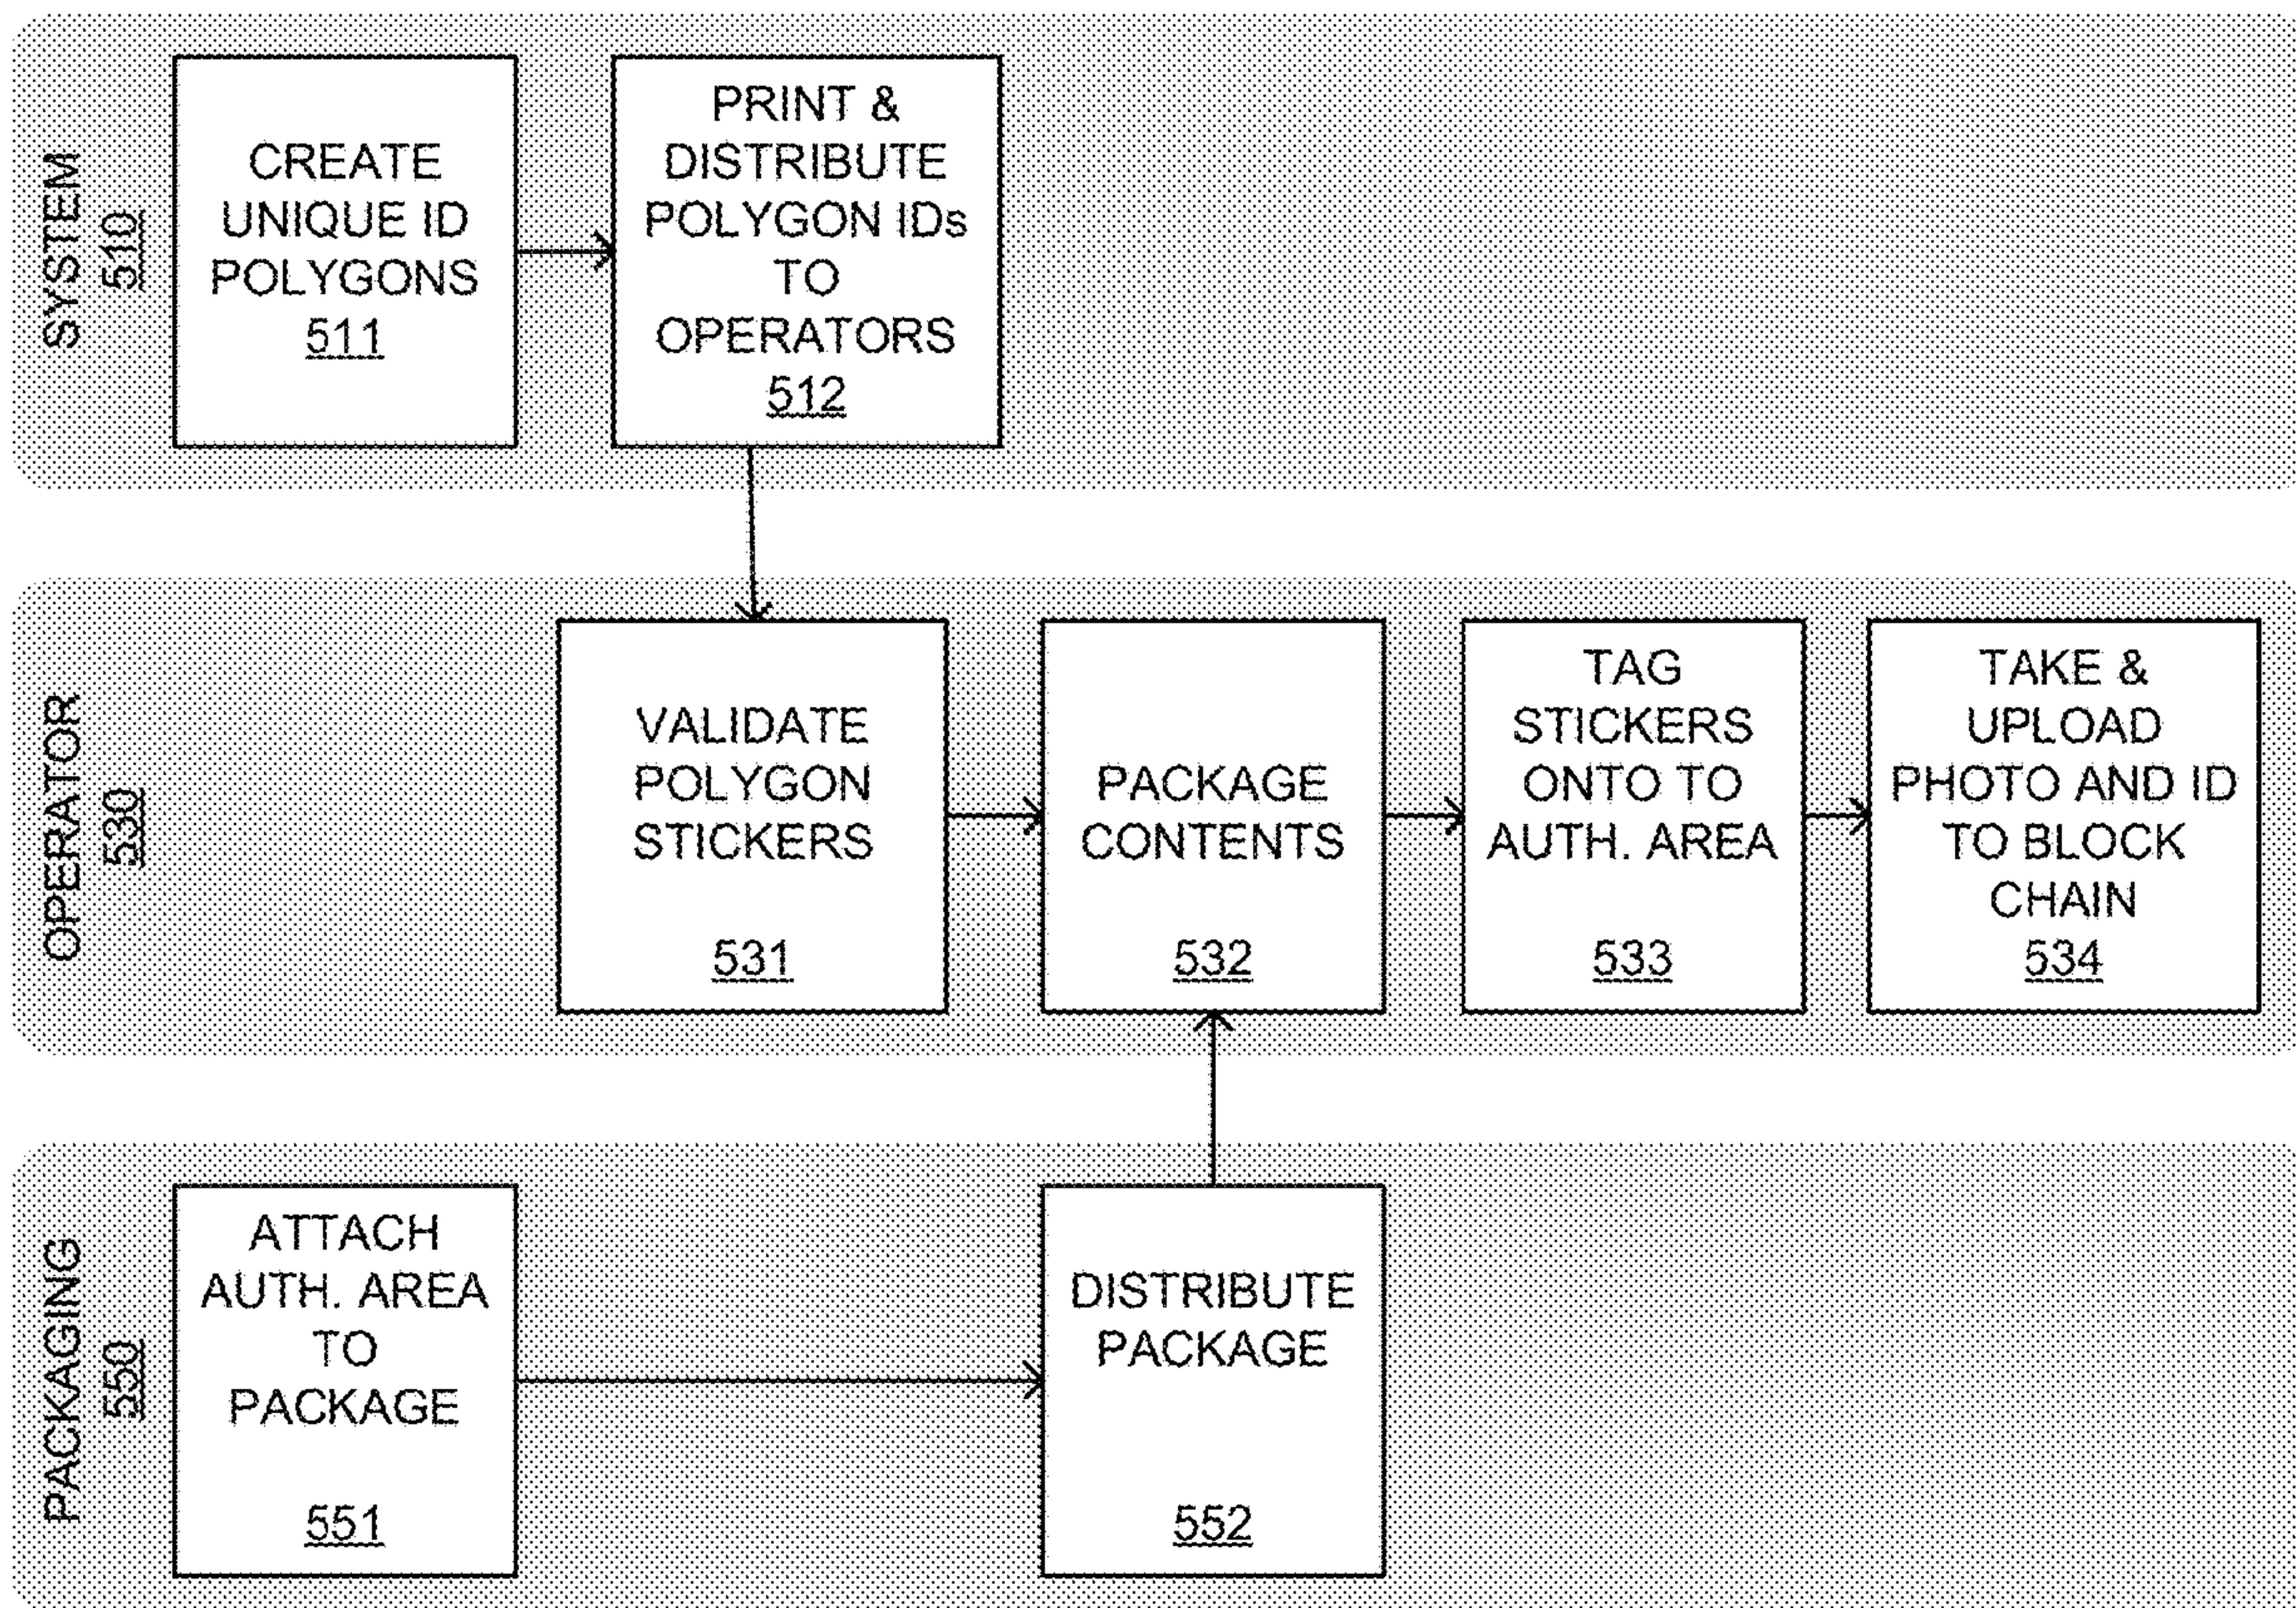 SYSTEM
510
CREATE
UNIQUE ID
POLYGONS
511
PRINT &
DISTRIBUTE
POLYGON IDs
TO
OPERATORS
512
OPERATOR
530
VALIDATE
POLYGON
STICKERS
531
PACKAGE
CONTENTS
532
TAG
STICKERS
ONTO TO
AUTH. AREA
533
TAKE &
UPLOAD
PHOTO AND ID
TO BLOCK
CHAIN
534
PACKAGING
550
ATTACH
AUTH. AREA
TO
PACKAGE
551
DISTRIBUTE
PACKAGE
552